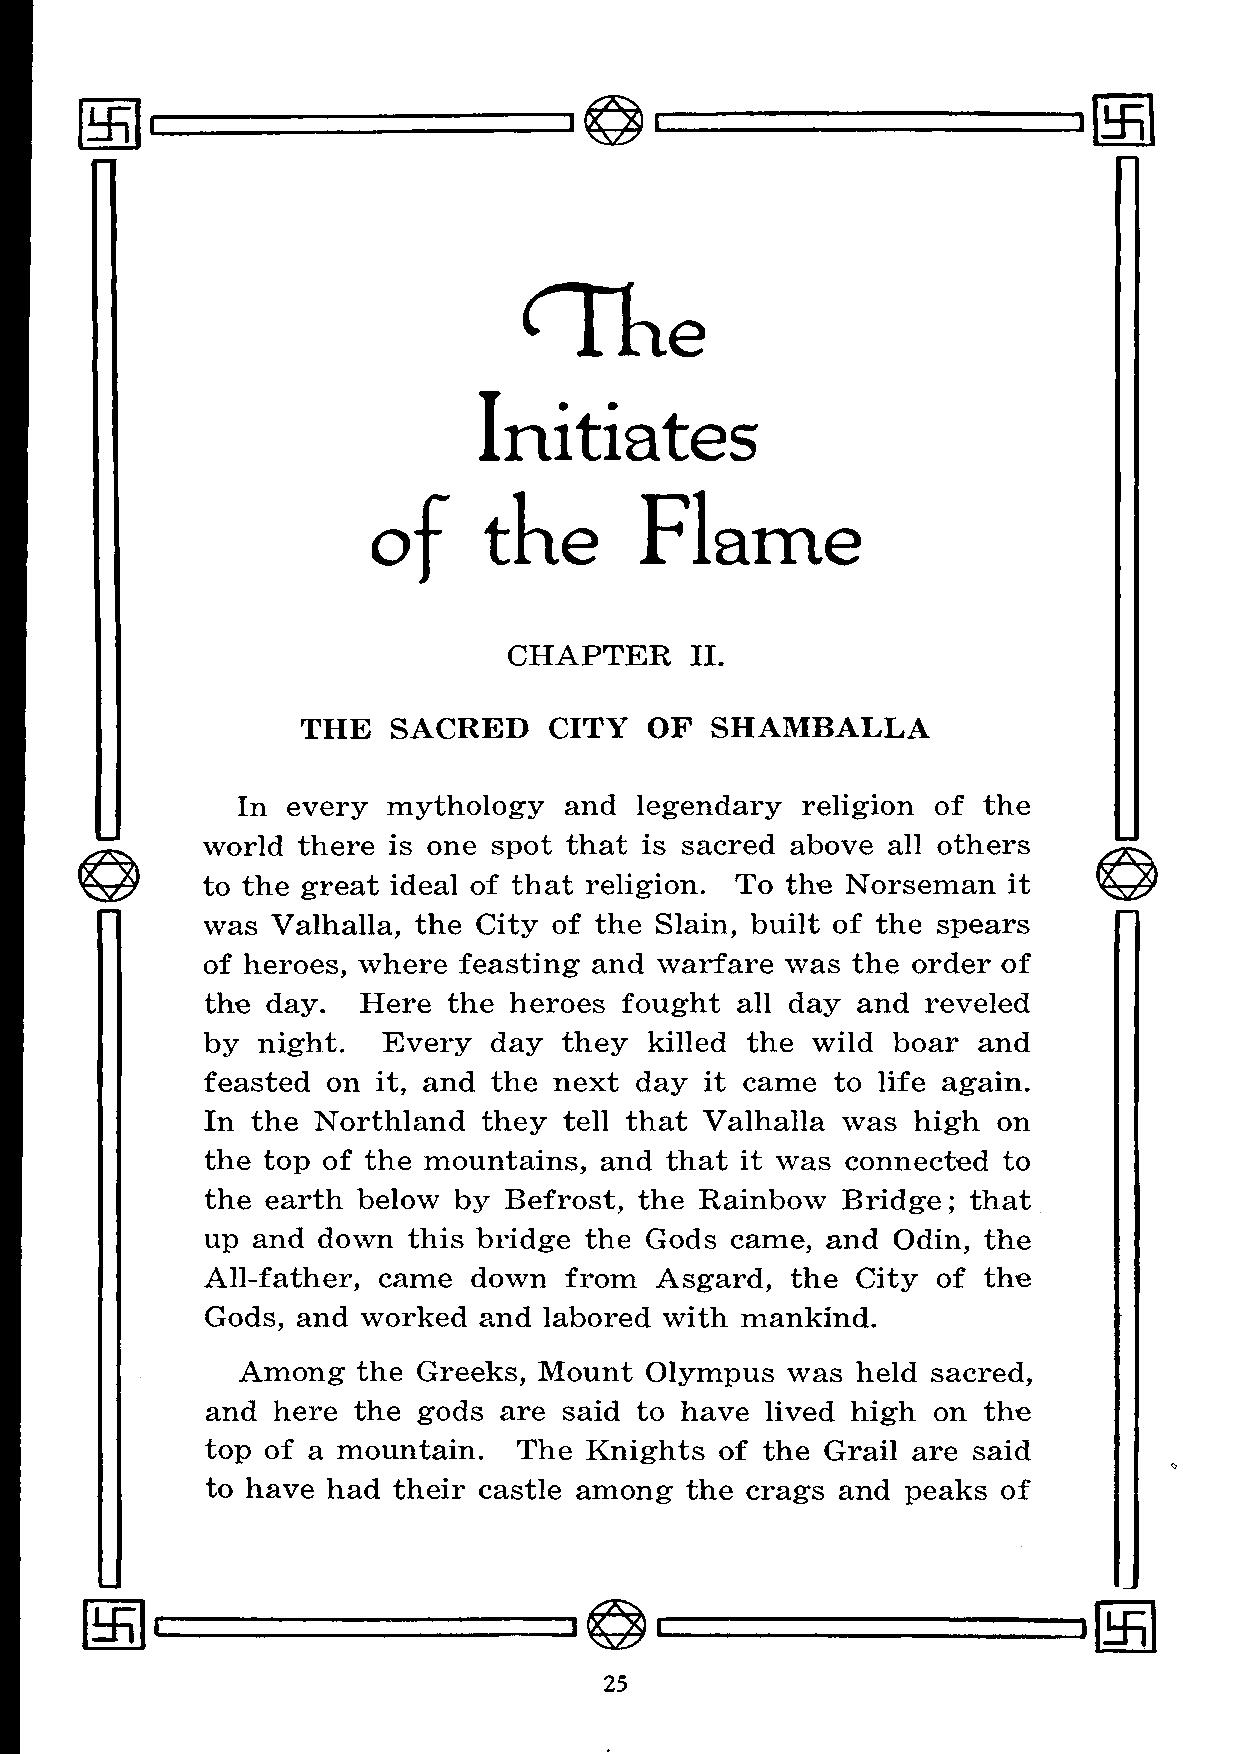 The
Initiates
of the Flame
CHAPTER II.
THE SACRED CITY OF SHAMBALLA
In every mythology and legendary religion of the
world there is one spot that is sacred above all others
to the great ideal of that religion. To the Norseman it
was Valhalla, the City of the Slain, built of the spears
of heroes, where feasting and warfare was the order of
the day. Here the heroes fought all day and reveled
by night. Every day they killed the wild boar and
feasted on it, and the next day it came to life again.
In the Northland they tell that Valhalla was high on
the top of the mountains, and that it was connected to
the earth below by Befrost, the Rainbow Bridge; that
up and down this bridge the Gods came, and Odin, the
All-father, came down from Asgard, the City of the
Gods, and worked and labored with mankind.
Among the Greeks, Mount Olympus was held sacred,
and here the gods are said to have lived high on the
top of a mountain. The Knights of the Grail are said
to have had their castle among the crags and peaks of
25